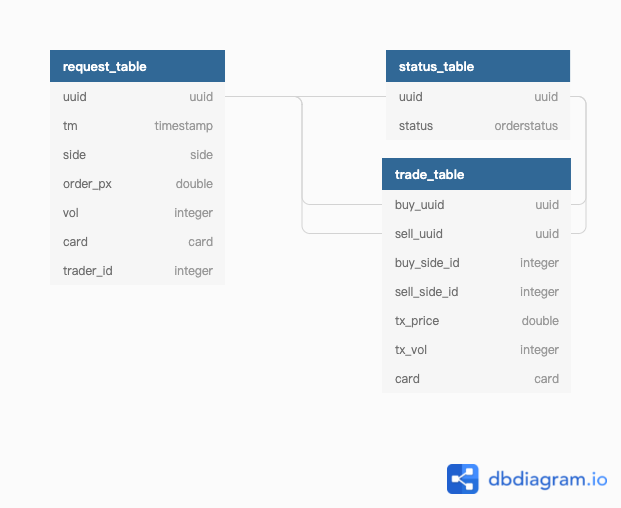 request_table
uuid uuid
tm timestamp
side side
order_px double
vol integer
card card
trader_id integer
status_table
uuid uuid
status orderstatus
trade_table
buy_uuid uuid
sell_uuid uuid
buy_side_id integer
sell_side_id integer
tx_price double
tx_vol integer
card card
dbdiagram.io